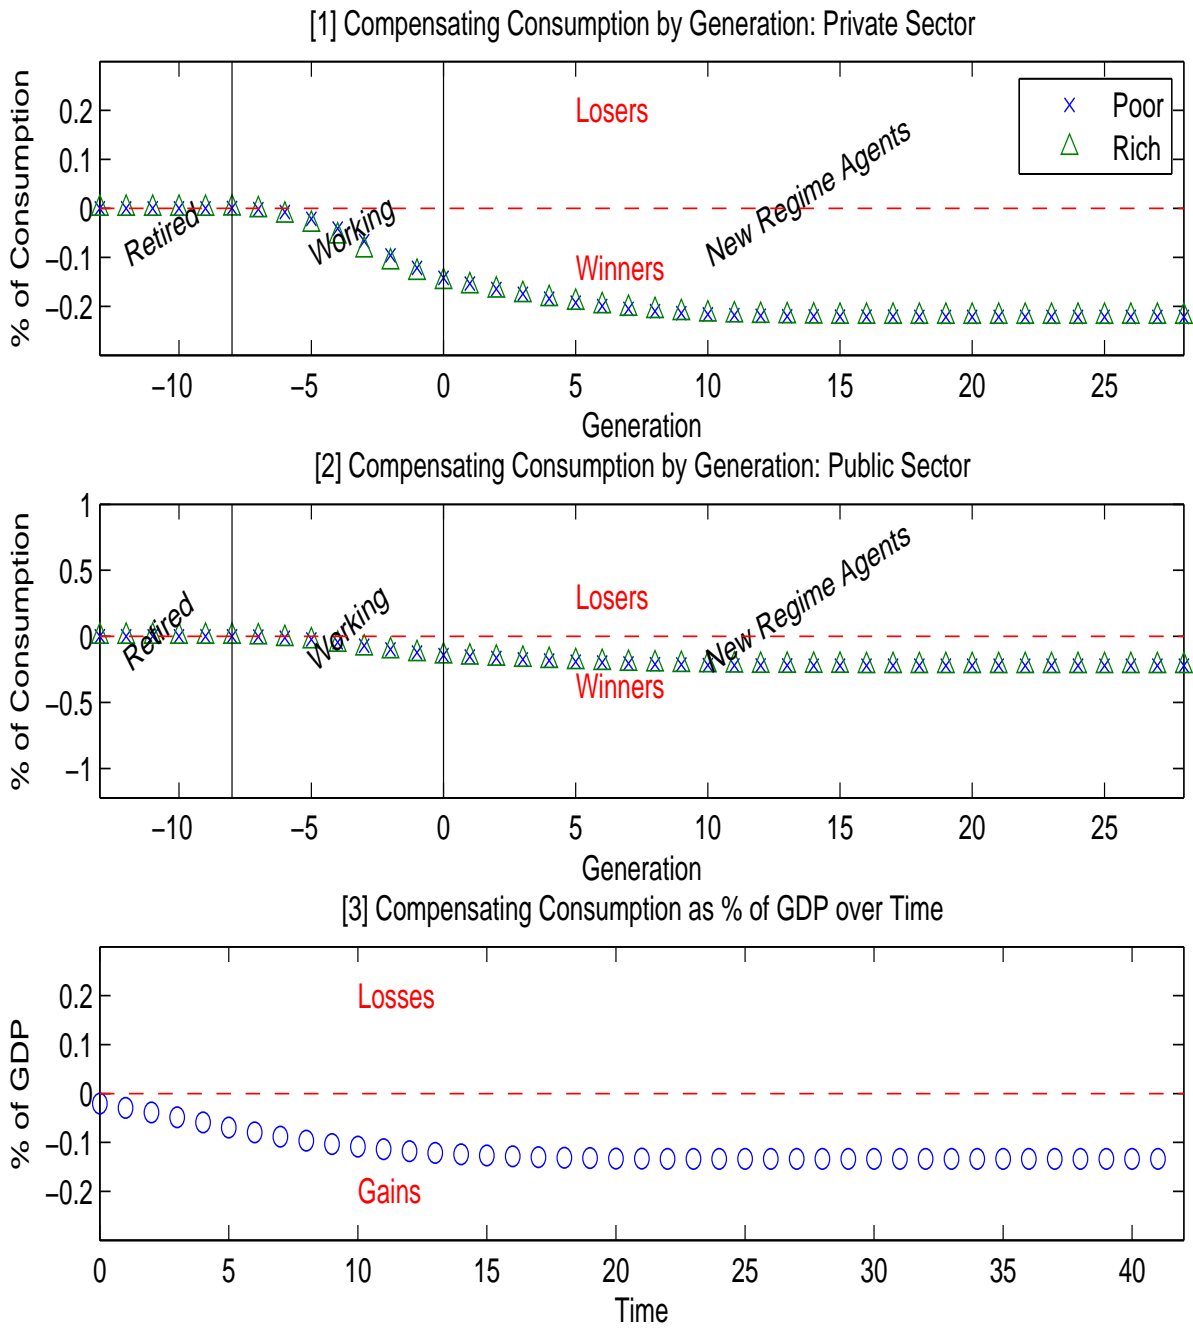 [1] Compensating Consumption by Generation: Private Sector
% of Consumption
0.2
0.1
0
−0.1
−0.2
Losers
Winners
Retired
Working
New Regime Agents
Poor
Rich
−10 −5 0 5 10 15 20 25
Generation
[2] Compensating Consumption by Generation: Public Sector
% of Consumption
1
0.5
0
−0.5
−1
Losers
Winners
Retired
Working
New Regime Agents
−10 −5 0 5 10 15 20 25
Generation
[3] Compensating Consumption as % of GDP over Time
% of GDP
0.2
0.1
0
−0.1
−0.2
Losses
Gains
0 5 10 15 20 25 30 35 40
Time